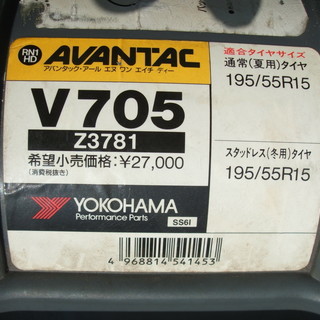 RN1
HD
AVANTAC
アバンタック・アール エヌ ワン エイチ ディー
V705
Z3781
希望小売価格:¥27,000
(消費税抜き)
YOKOHAMA
Performance Parts
SS6I
4 968814 541453
適合タイヤサイズ
通常(夏用)タイヤ
195/55R15
スタッドレス(冬用)タイヤ
195/55R15